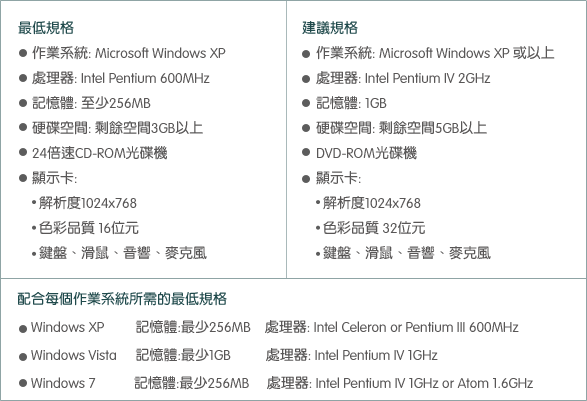 最低規格
● 作業系統: Microsoft Windows XP
● 處理器: Intel Pentium 600MHz
● 記憶體: 至少256MB
● 硬碟空間: 剩餘空間3GB以上
● 24倍速CD-ROM光碟機
● 顯示卡:
• 解析度1024x768
• 色彩品質 16位元
• 鍵盤、滑鼠、音響、麥克風
建議規格
● 作業系統: Microsoft Windows XP 或以上
● 處理器: Intel Pentium IV 2GHz
● 記憶體: 1GB
● 硬碟空間: 剩餘空間5GB以上
● DVD-ROM光碟機
● 顯示卡:
• 解析度1024x768
• 色彩品質 32位元
• 鍵盤、滑鼠、音響、麥克風
配合每個作業系統所需的最低規格
● Windows XP 記憶體:最少256MB 處理器: Intel Celeron or Pentium III 600MHz
● Windows Vista 記憶體:最少1GB 處理器: Intel Pentium IV 1GHz
● Windows 7 記憶體:最少256MB 處理器: Intel Pentium IV 1GHz or Atom 1.6GHz